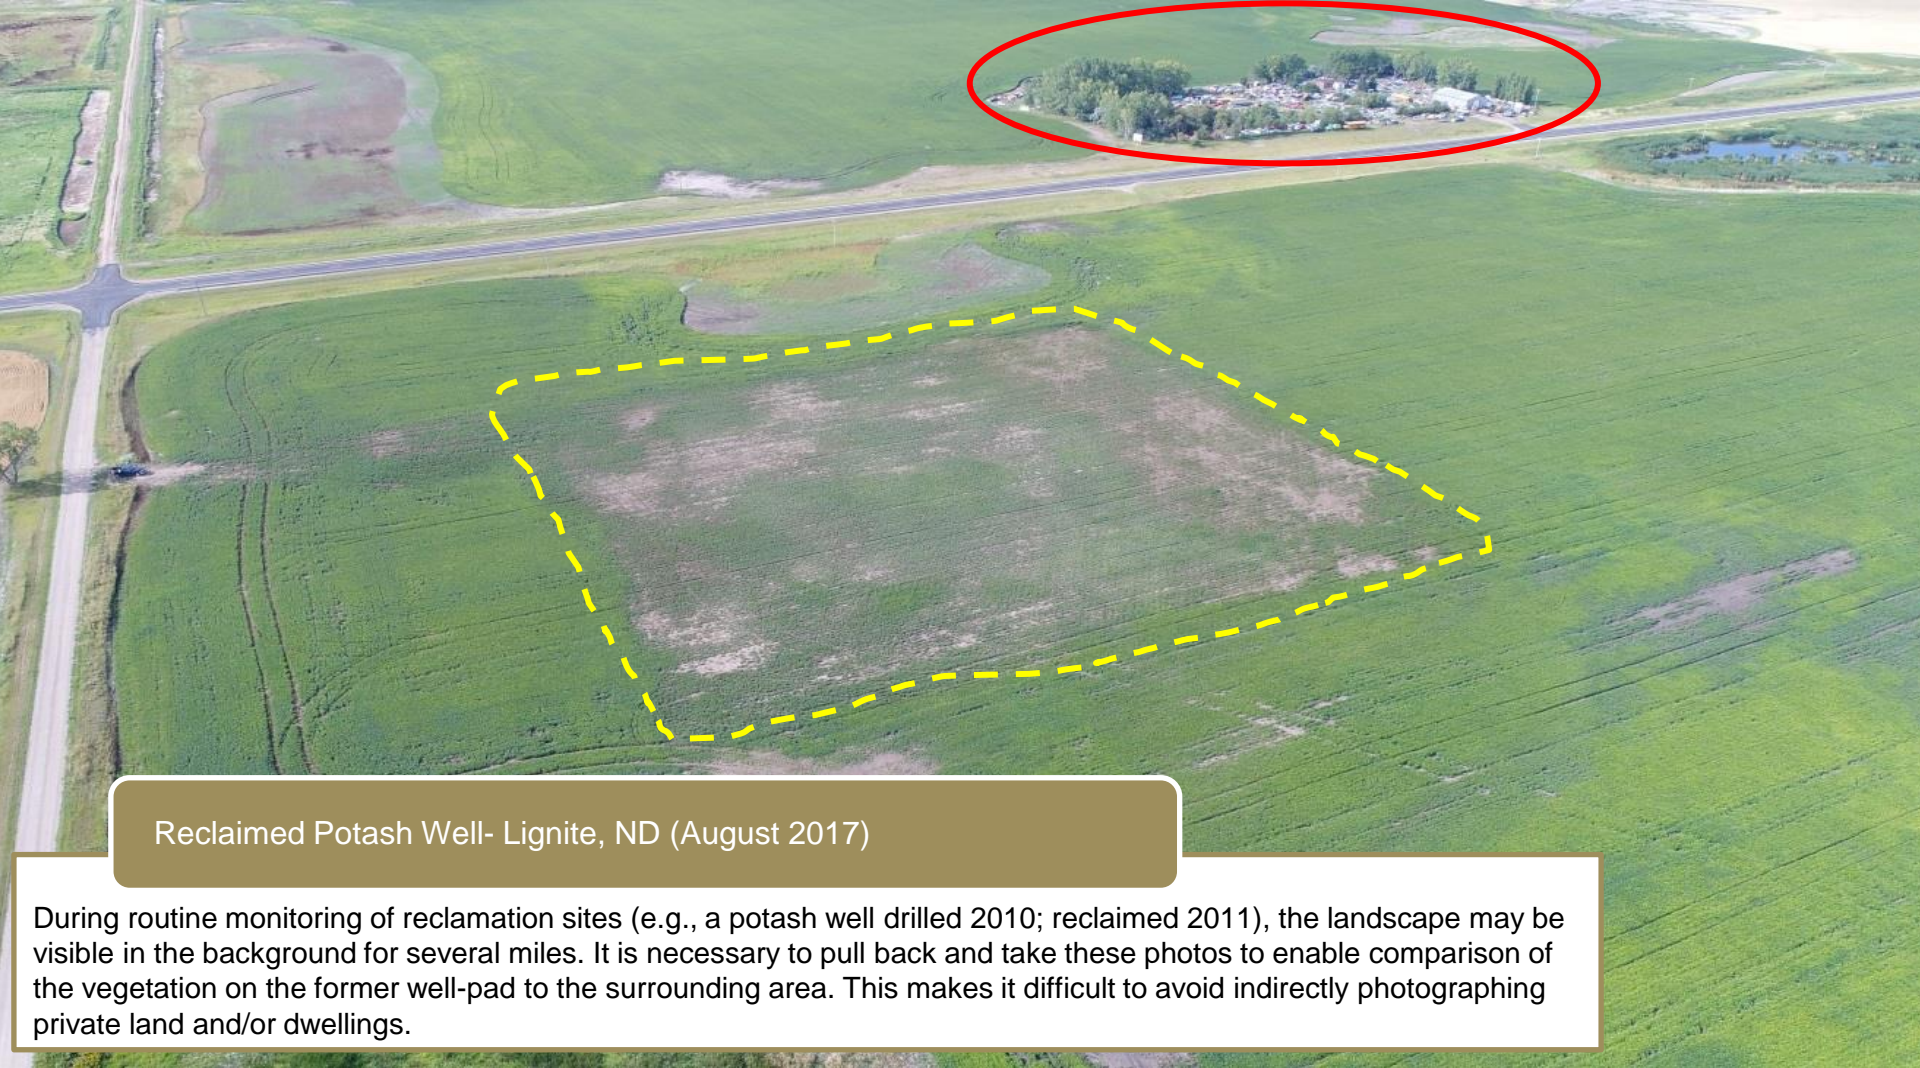 Reclaimed Potash Well- Lignite, ND (August 2017)
During routine monitoring of reclamation sites (e.g., a potash well drilled 2010; reclaimed 2011), the landscape may be
visible in the background for several miles. It is necessary to pull back and take these photos to enable comparison of
the vegetation on the former well-pad to the surrounding area. This makes it difficult to avoid indirectly photographing
private land and/or dwellings.